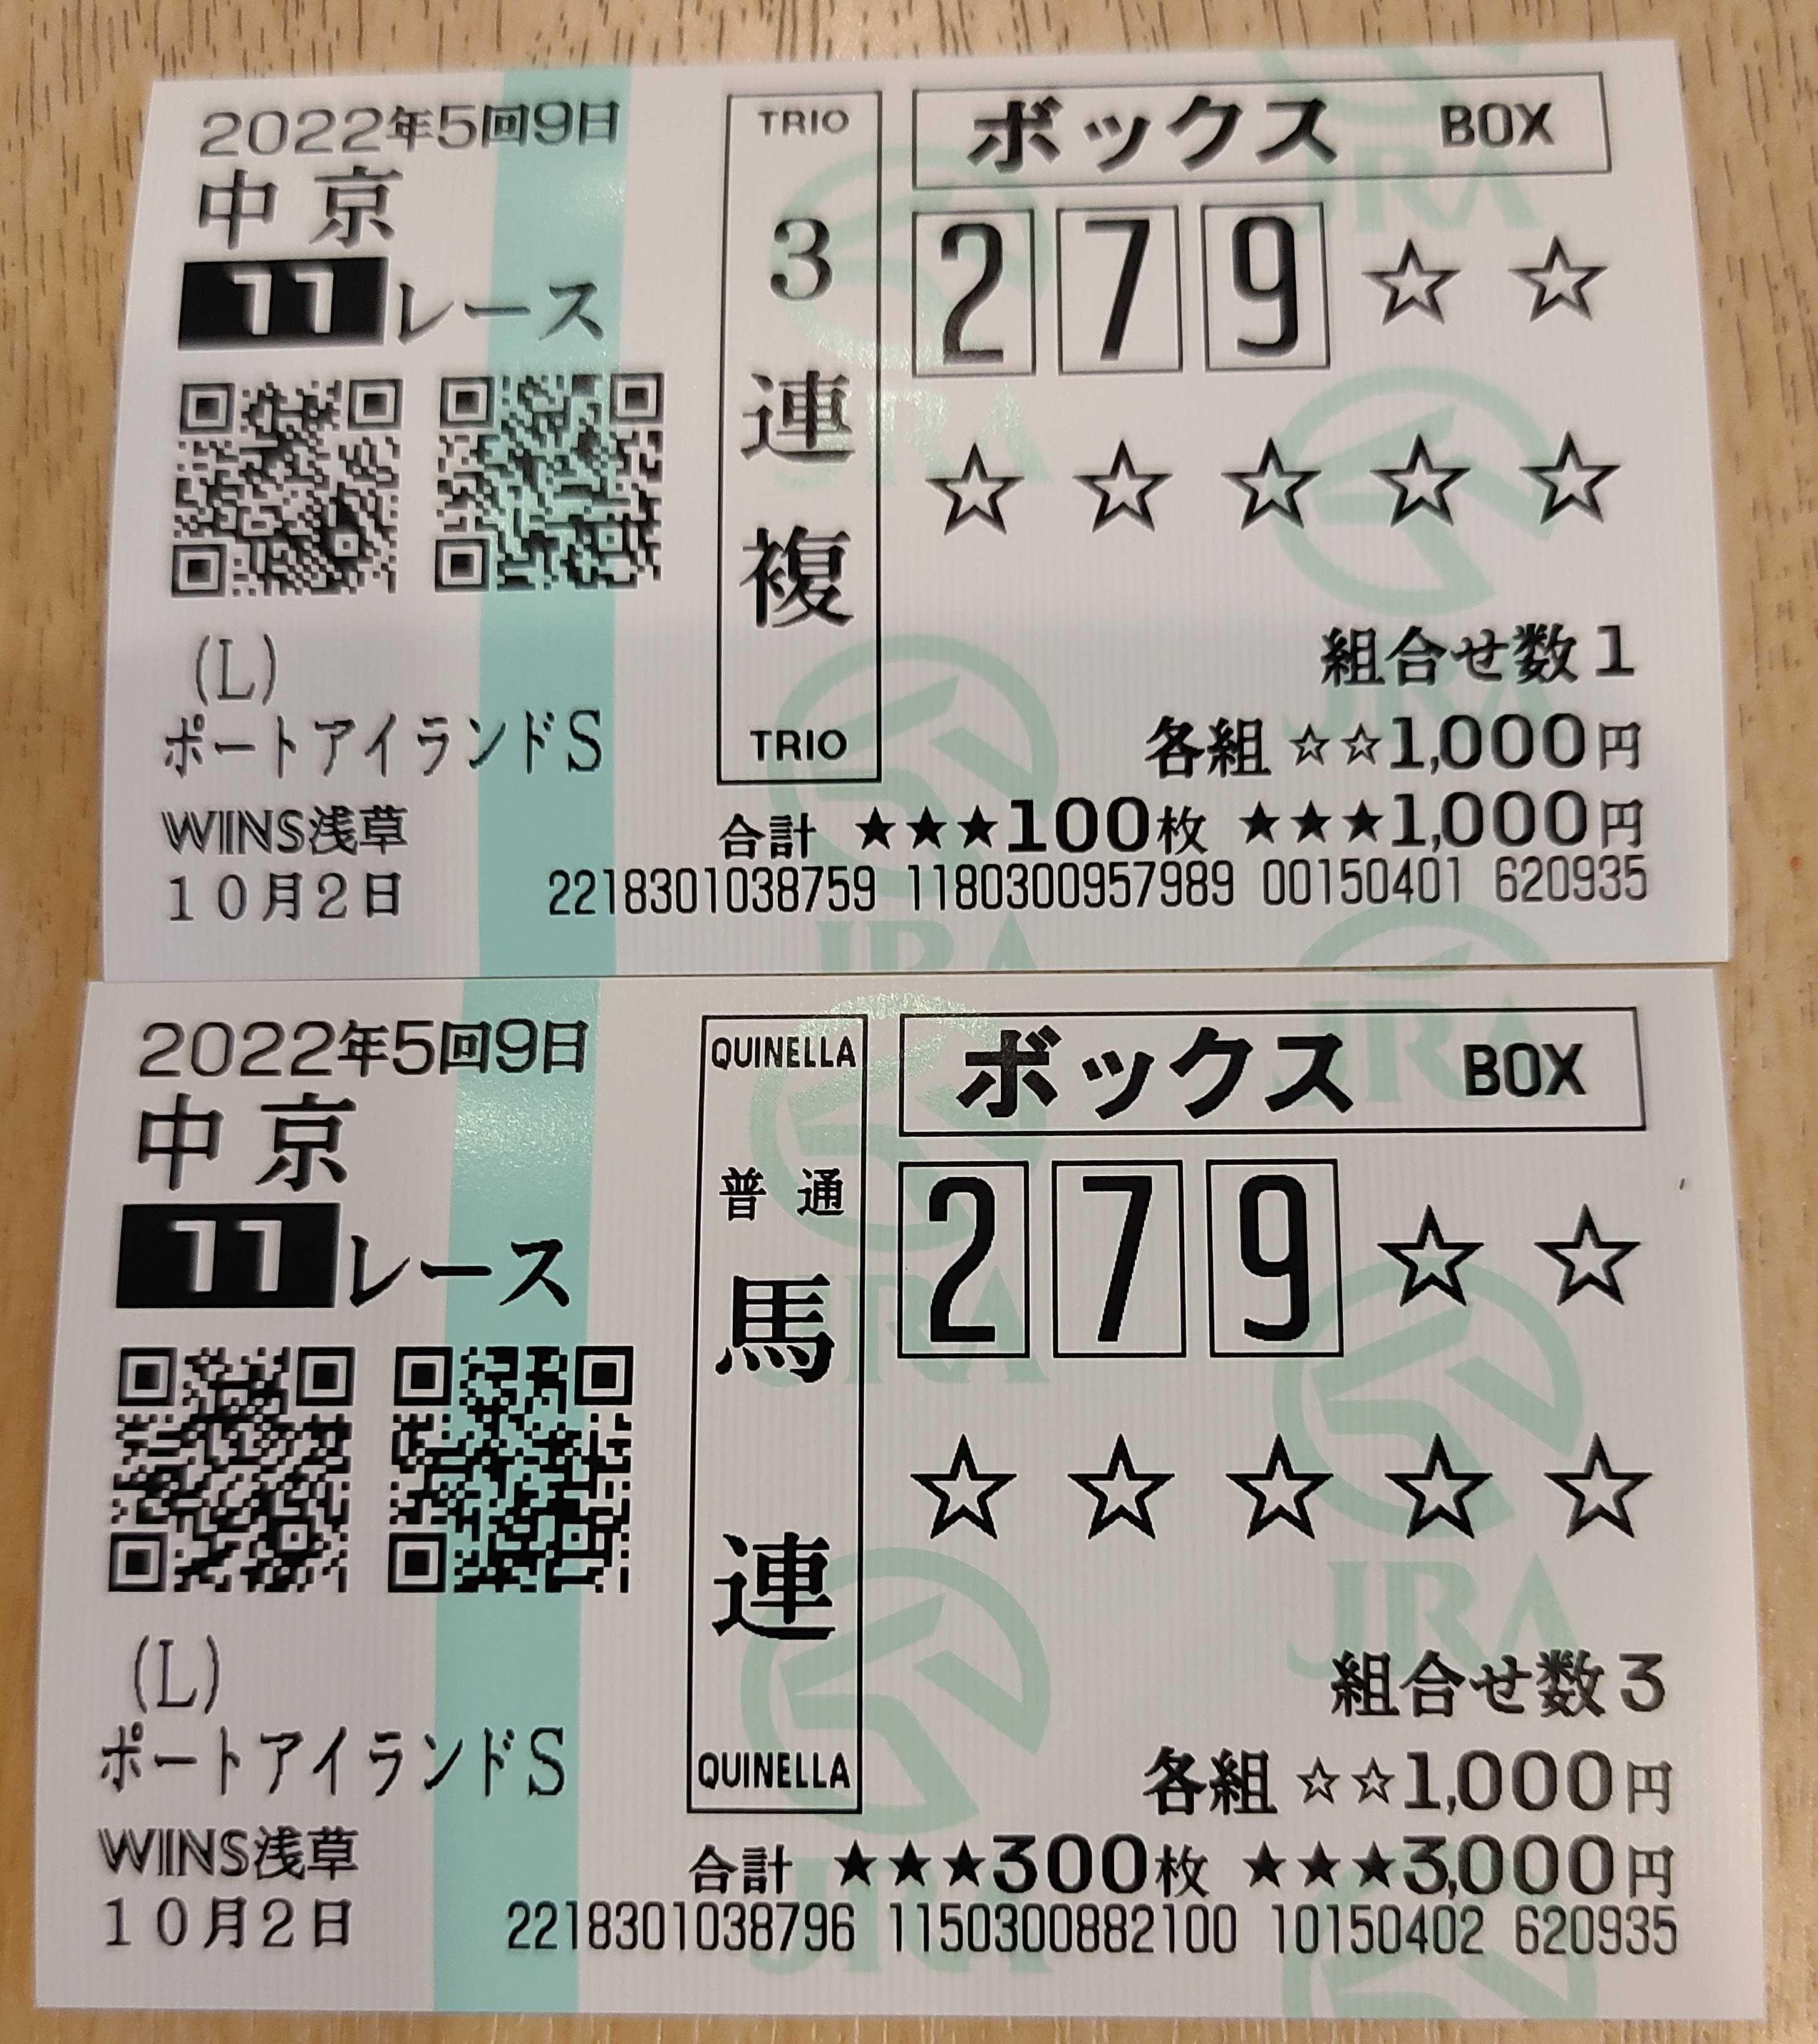 2022年5回9日
中京
11レース
(L)
ポートアイランドS
WINS浅草
10月2日
TRIO
3連複
TRIO
ボックス BOX
2 7 9 ☆ ☆
☆ ☆ ☆ ☆ ☆
組合せ数1
各組 ☆☆1,000円
合計 ★★★100枚 ★★★1,000円
2218301038759 1180300957989 00150401 620935
JRA
2022年5回9日
中京
11レース
(L)
ポートアイランドS
WINS浅草
10月2日
QUINELLA
普通
馬連
QUINELLA
ボックス BOX
2 7 9 ☆ ☆
☆ ☆ ☆ ☆ ☆
組合せ数3
各組 ☆☆1,000円
合計 ★★★300枚 ★★★3,000円
2218301038796 1150300882100 10150402 620935
JRA